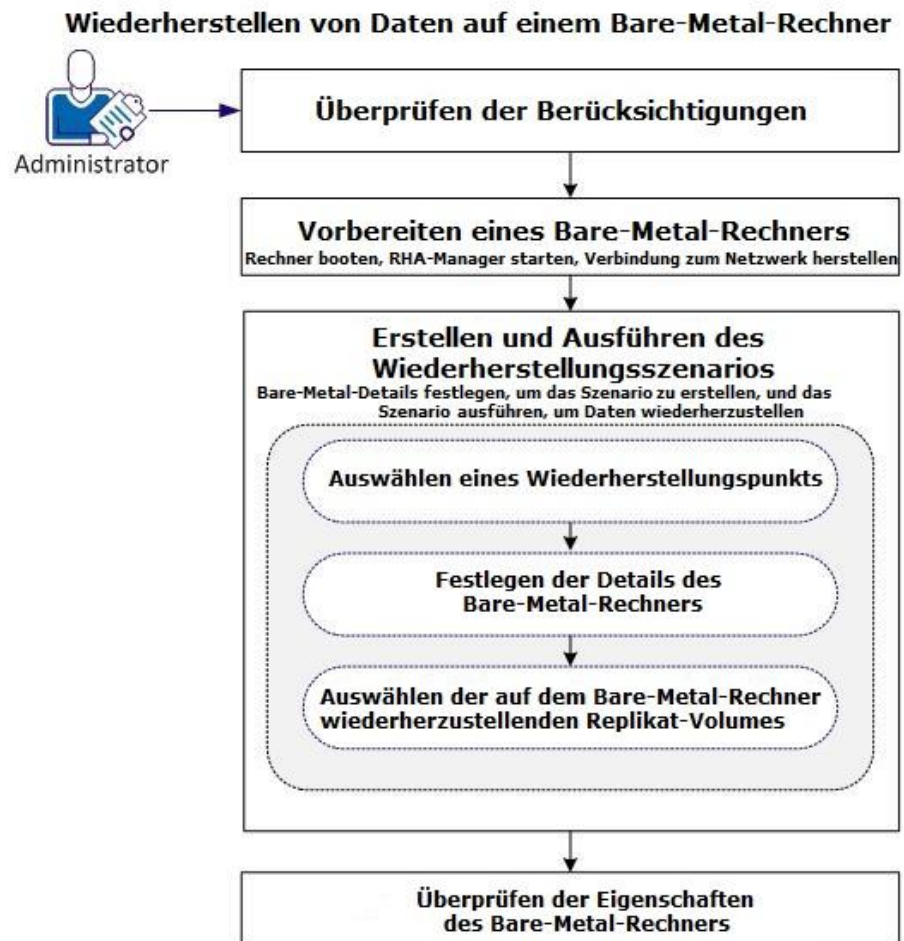 Wiederherstellen von Daten auf einem Bare-Metal-Rechner
Administrator
Überprüfen der Berücksichtigungen
Vorbereiten eines Bare-Metal-Rechners
Rechner booten, RHA-Manager starten, Verbindung zum Netzwerk herstellen
Erstellen und Ausführen des
Wiederherstellungsszenarios
Bare-Metal-Details festlegen, um das Szenario zu erstellen, und das
Szenario ausführen, um Daten wiederherzustellen
Auswählen eines Wiederherstellungspunkts
Festlegen der Details des
Bare-Metal-Rechners
Auswählen der auf dem Bare-Metal-Rechner
wiederherzustellenden Replikat-Volumes
Überprüfen der Eigenschaften
des Bare-Metal-Rechners